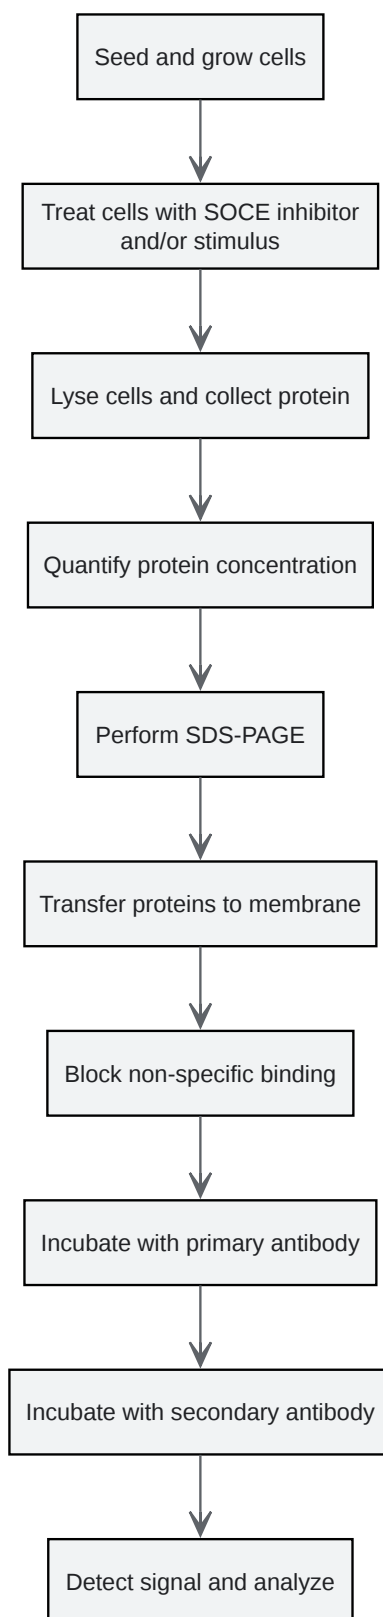 Seed and grow cells
Treat cells with SOCE inhibitor
and/or stimulus
Lyse cells and collect protein
Quantify protein concentration
Perform SDS-PAGE
Transfer proteins to membrane
Block non-specific binding
Incubate with primary antibody
Incubate with secondary antibody
Detect signal and analyze